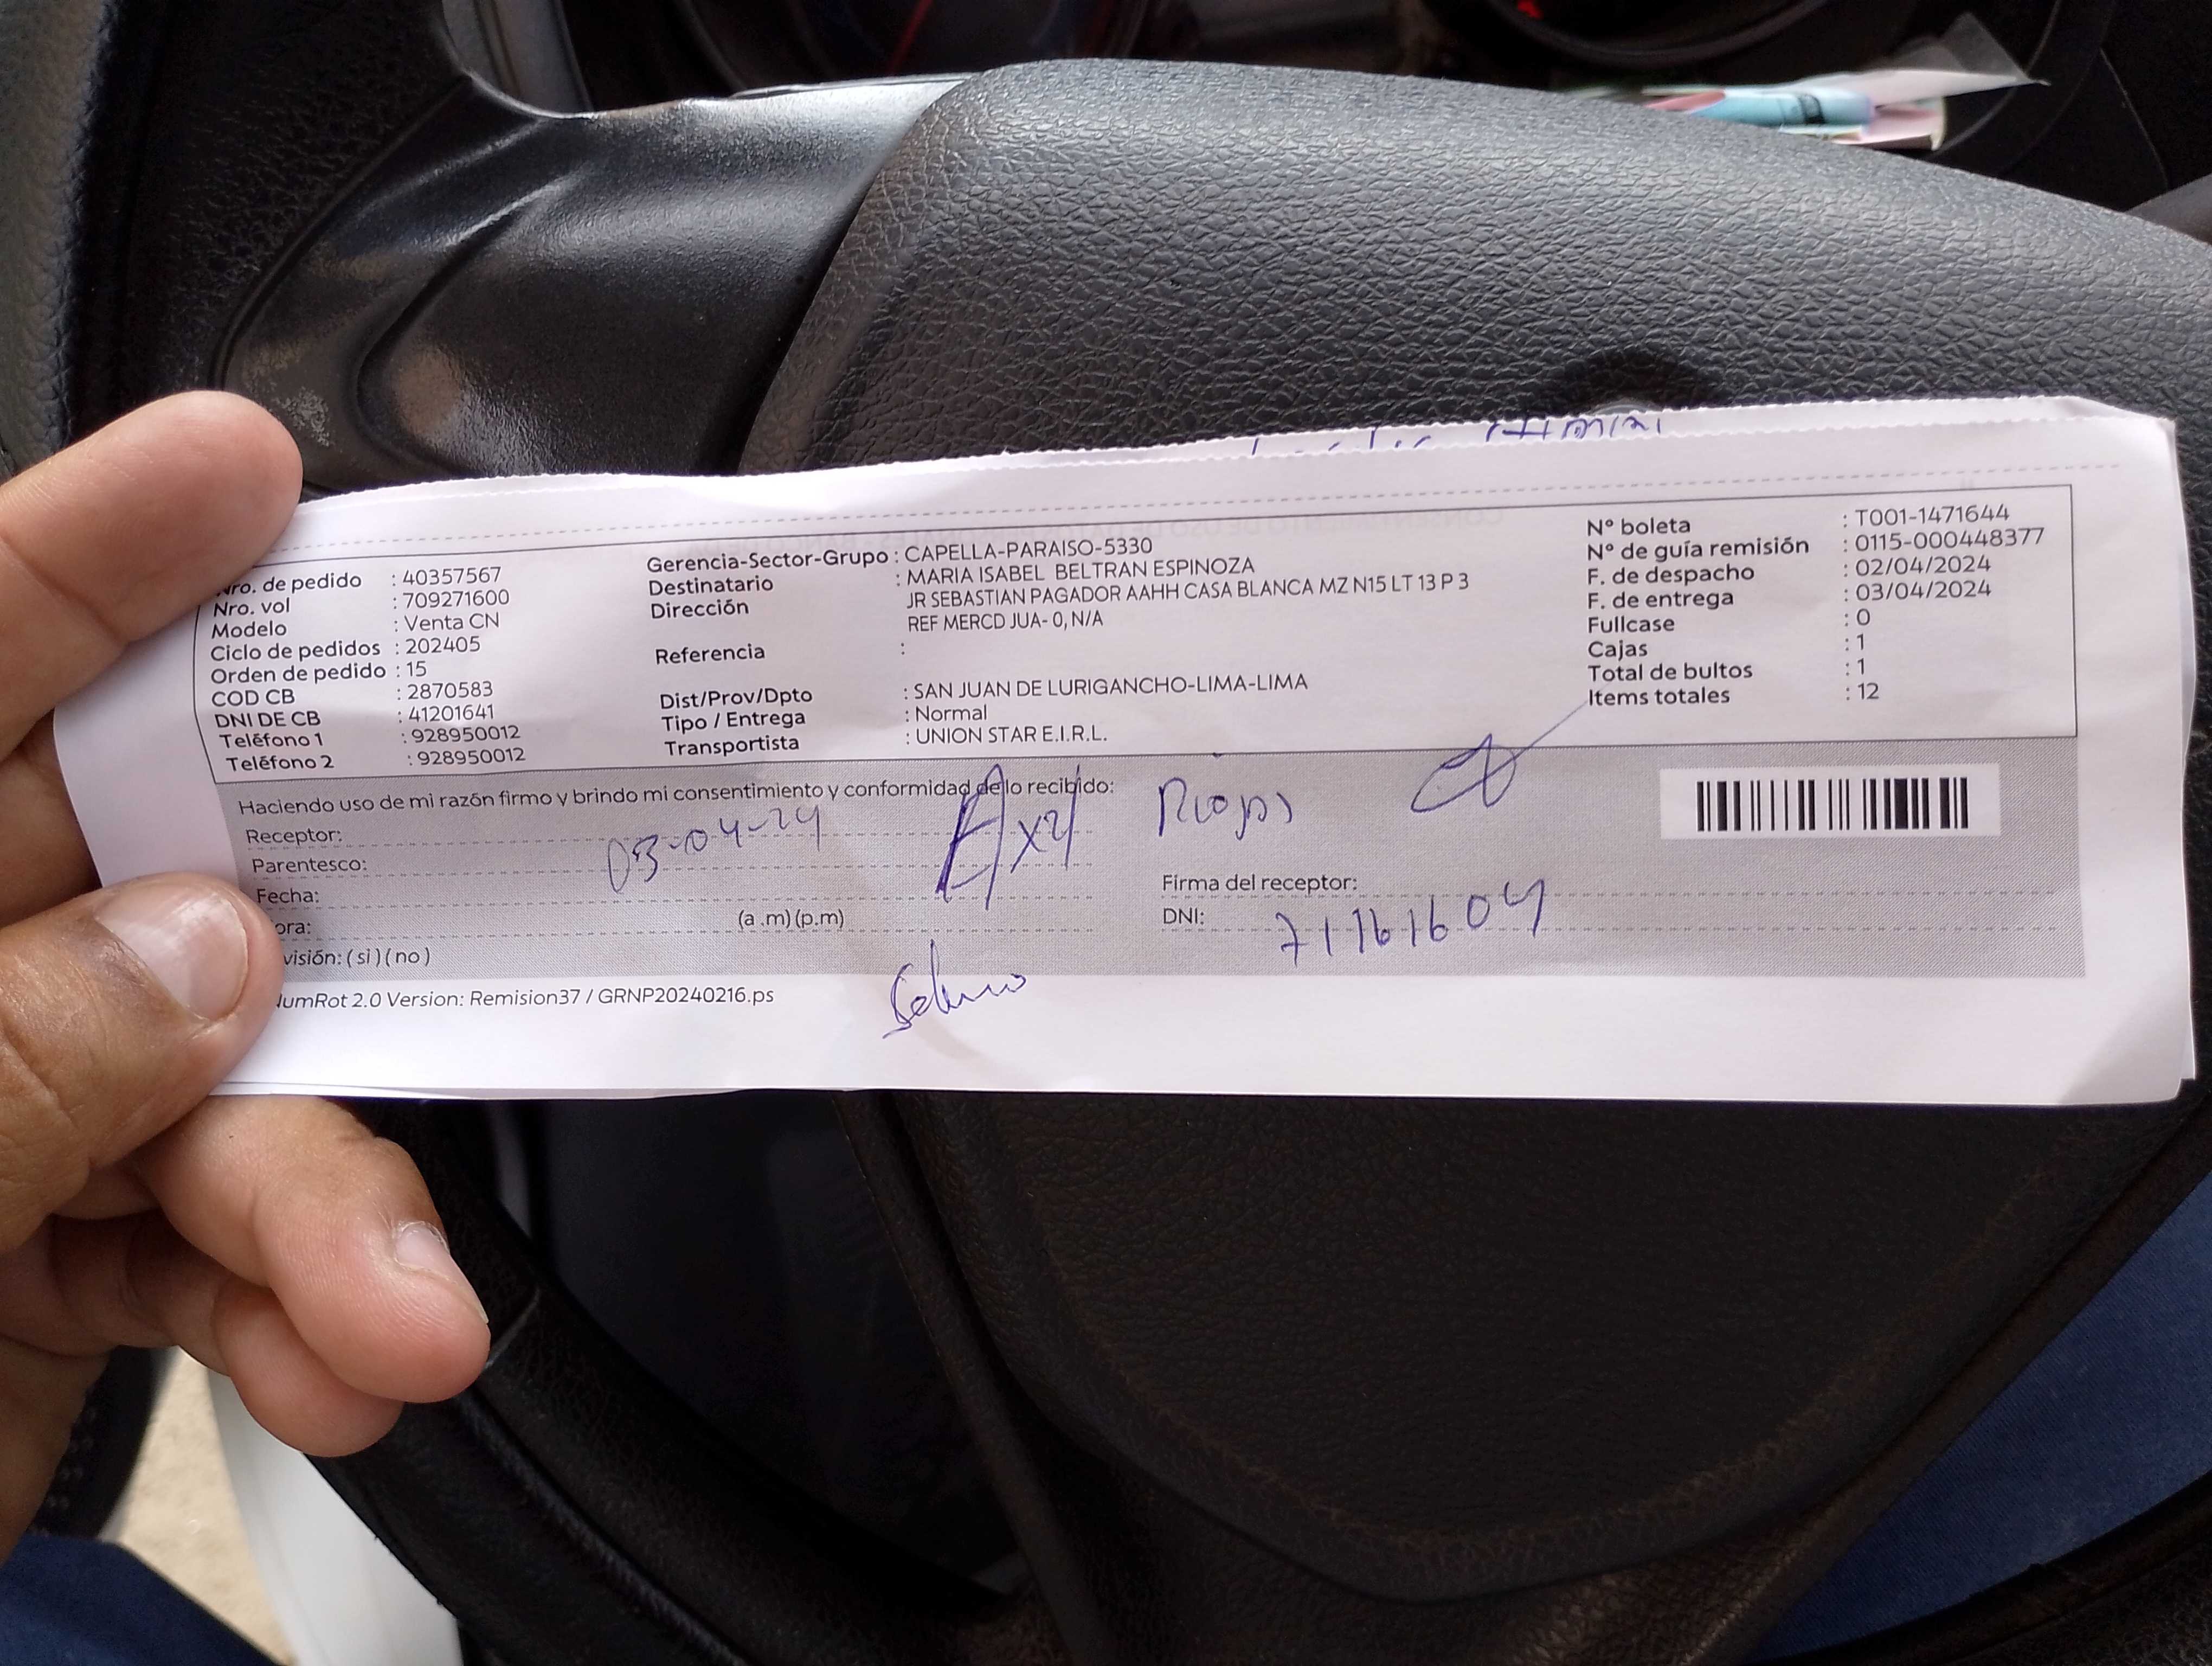 Nro. de pedido : 40357567
Nro. vol : 709271600
Modelo : Venta CN
Ciclo de pedidos : 202405
Orden de pedido : 15
COD CB : 2870583
DNI DE CB : 41201641
Teléfono 1 : 928950012
Teléfono 2 : 928950012
Gerencia-Sector-Grupo : CAPELLA-PARAISO-5330
Destinatario : MARIA ISABEL BELTRAN ESPINOZA
Dirección JR SEBASTIAN PAGADOR AAHH CASA BLANCA MZ N15 LT 13 P 3
REF MERCD JUA- 0, N/A
Referencia :
Dist/Prov/Dpto : SAN JUAN DE LURIGANCHO-LIMA-LIMA
Tipo / Entrega : Normal
Transportista : UNION STAR E.I.R.L.
N° boleta : T001-1471644
N° de guía remisión : 0115-000448377
F. de despacho : 02/04/2024
F. de entrega : 03/04/2024
Fullcase : 0
Cajas : 1
Total de bultos : 1
Items totales : 12
Haciendo uso de mi razón firmo y brindo mi consentimiento y conformidad de lo recibido:
Receptor: Axel
Parentesco:
03-04-24
Fecha:
ora: (a .m) (p.m)
visión: ( si ) ( no )
Firma del receptor:
DNI: 71161604
NumRot 2.0 Version: Remision37 / GRNP20240216.ps